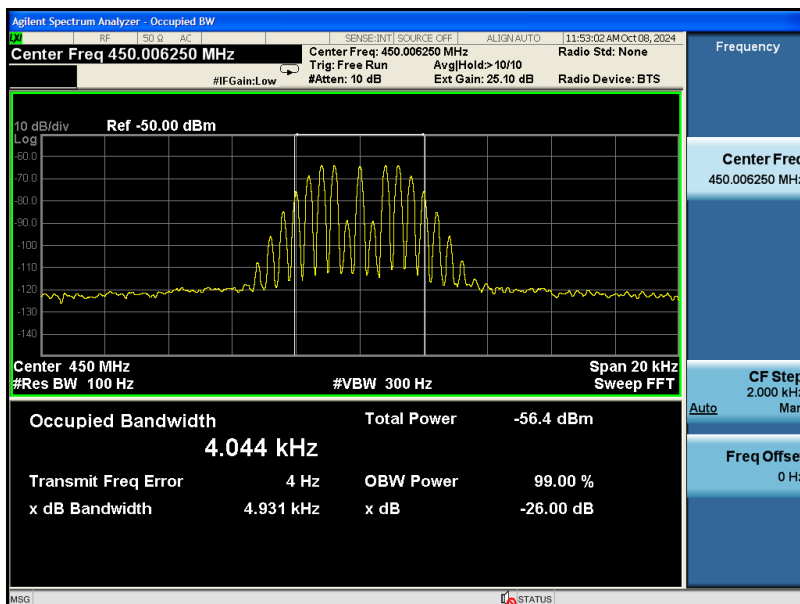 Agilent Spectrum Analyzer - Occupied BW
LXI RF 50 Ω AC SENSE:INT SOURCE OFF ALIGN AUTO 11:53:02 AM Oct 08, 2024
Center Freq 450.006250 MHz
Center Freq: 450.006250 MHz Radio Std: None
Trig: Free Run Avg|Hold:>10/10
#IFGain:Low #Atten: 10 dB Ext Gain: 25.10 dB Radio Device: BTS
10 dB/div Ref -50.00 dBm
Log
-60.0
-70.0
-80.0
-90.0
-100
-110
-120
-130
-140
Center 450 MHz Span 20 kHz
#Res BW 100 Hz #VBW 300 Hz Sweep FFT
Occupied Bandwidth Total Power -56.4 dBm
4.044 kHz
Transmit Freq Error 4 Hz OBW Power 99.00 %
x dB Bandwidth 4.931 kHz x dB -26.00 dB
Frequency
Center Freq
450.006250 MHz
CF Step
2.000 kHz
Auto Man
Freq Offset
0 Hz
MSG STATUS